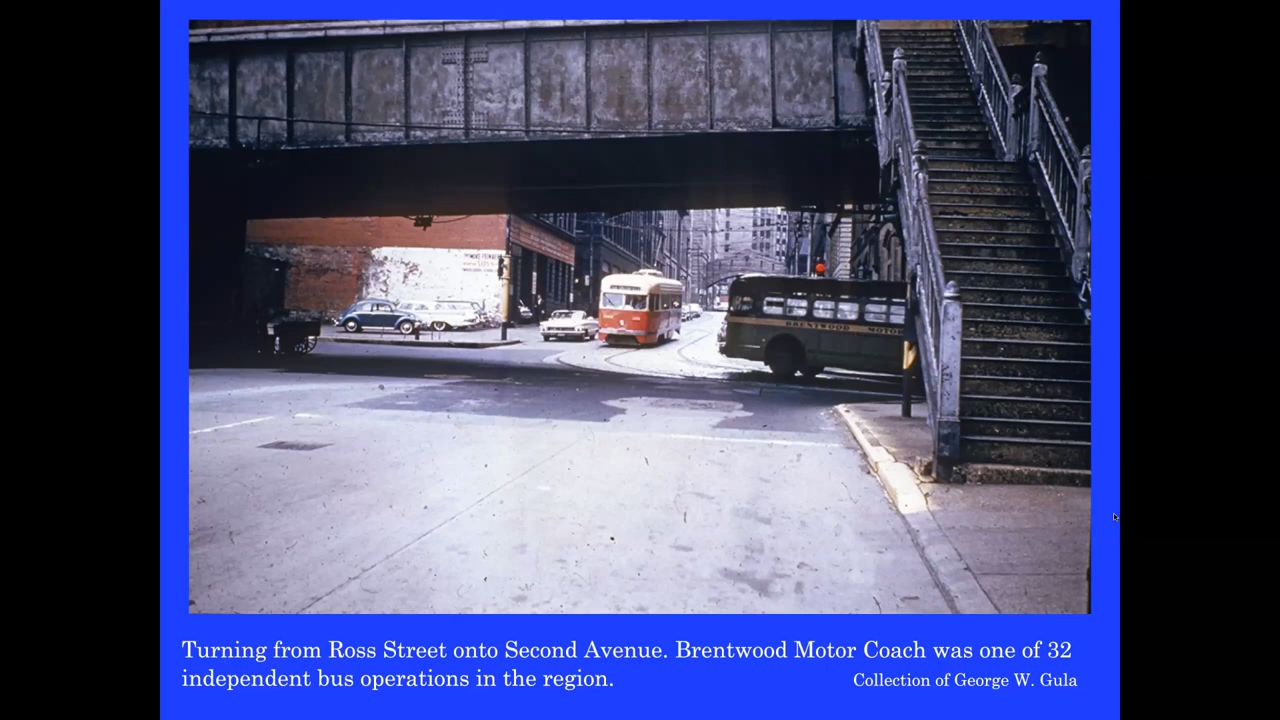 BRENTWOOD MOTOR
Turning from Ross Street onto Second Avenue. Brentwood Motor Coach was one of 32
independent bus operations in the region.
Collection of George W. Gula